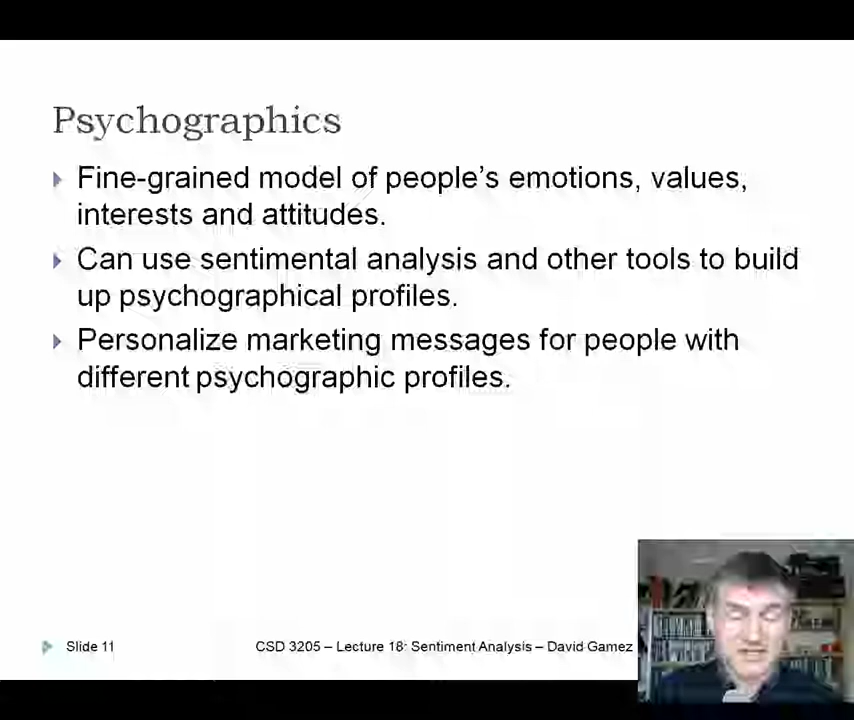 Psychographics
Fine-grained model of people's emotions, values,
interests and attitudes.
Can use sentimental analysis and other tools to build
up psychographical profiles.
Personalize marketing messages for people with
different psychographic profiles.
Slide 11
CSD 3205 – Lecture 18: Sentiment Analysis – David Gamez